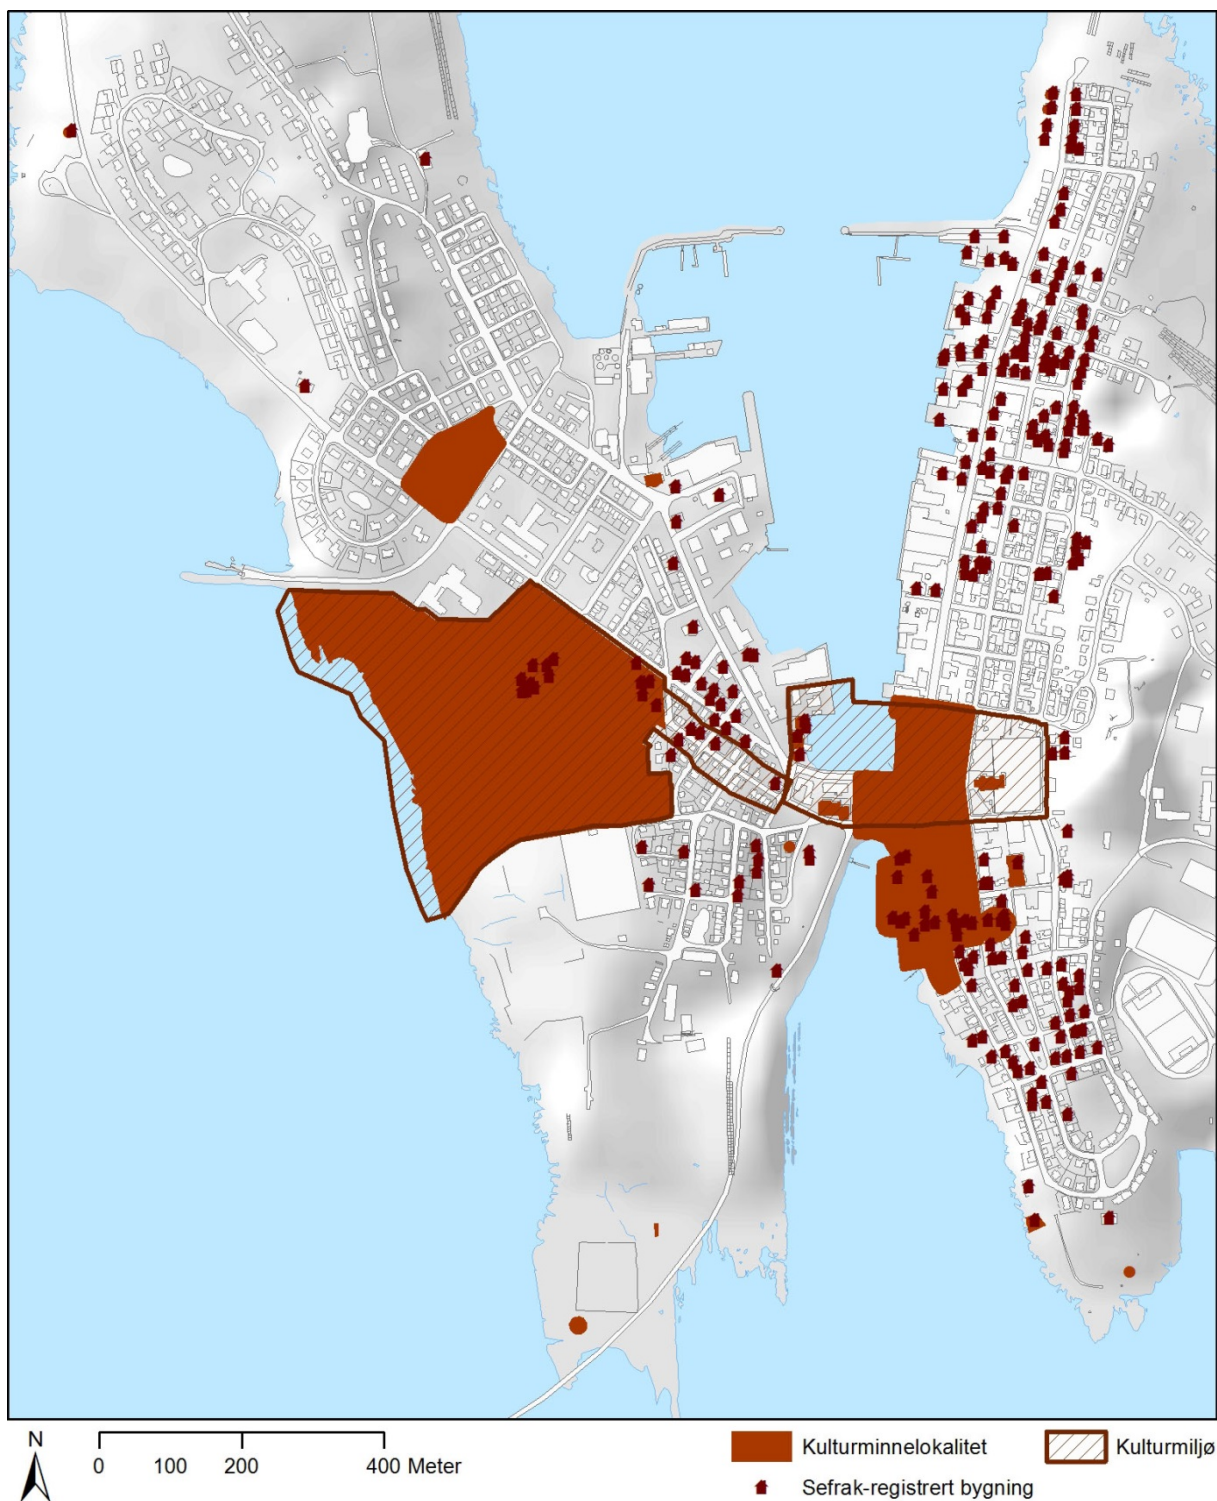 N
0 100 200 400 Meter
Kulturminnelokalitet
Kulturmiljø
Sefrak-registrert bygning